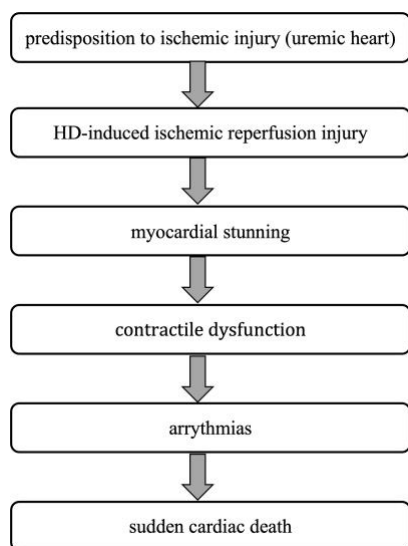 predisposition to ischemic injury (uremic heart)
HD-induced ischemic reperfusion injury
myocardial stunning
contractile dysfunction
arrythmias
sudden cardiac death